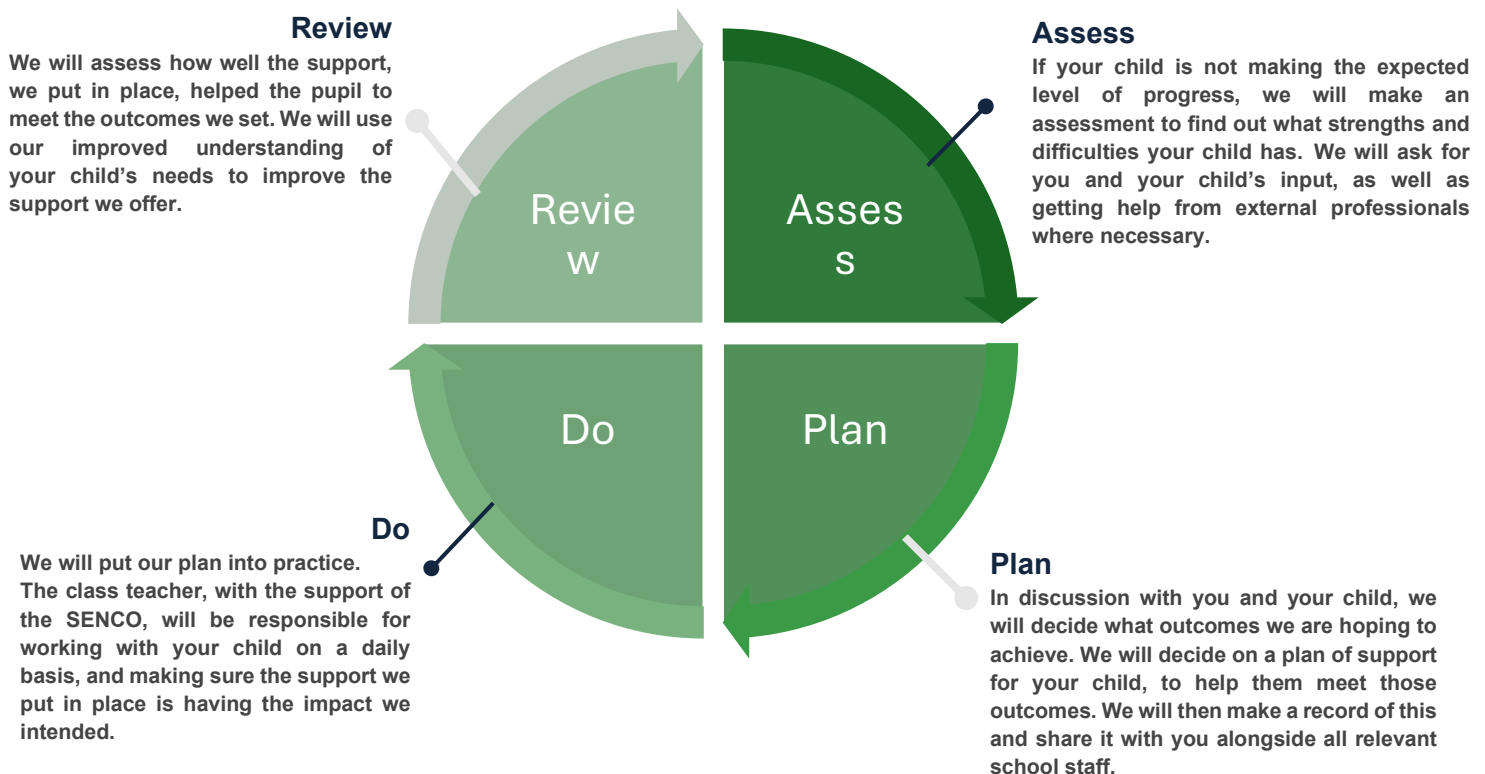 Review
We will assess how well the support,
we put in place, helped the pupil to
meet the outcomes we set. We will use
our improved understanding of
your child’s needs to improve the
support we offer.
Assess
If your child is not making the expected
level of progress, we will make an
assessment to find out what strengths and
difficulties your child has. We will ask for
you and your child’s input, as well as
getting help from external professionals
where necessary.
Revie
w
Asses
s
Do
Plan
Do
We will put our plan into practice.
The class teacher, with the support of
the SENCO, will be responsible for
working with your child on a daily
basis, and making sure the support we
put in place is having the impact we
intended.
Plan
In discussion with you and your child, we
will decide what outcomes we are hoping to
achieve. We will decide on a plan of support
for your child, to help them meet those
outcomes. We will then make a record of this
and share it with you alongside all relevant
school staff.